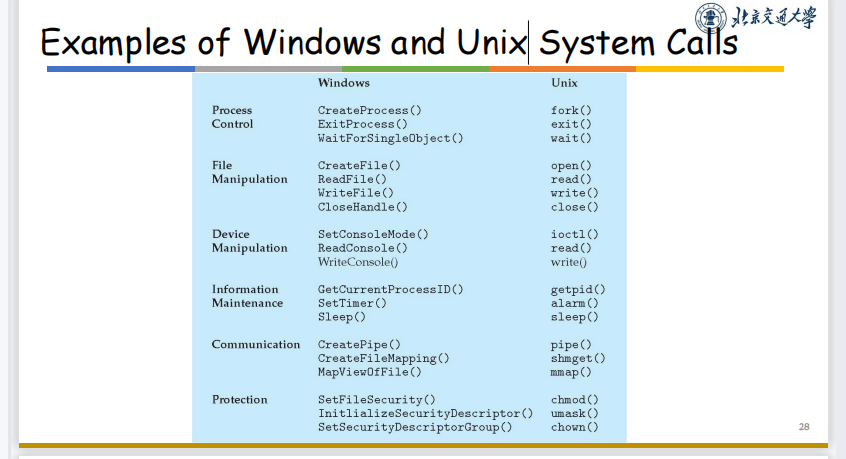 北京交通大学
Examples of Windows and Unix System Calls
Windows Unix
Process CreateProcess() fork()
Control ExitProcess() exit()
WaitForSingleObject() wait()
File CreateFile() open()
Manipulation ReadFile() read()
WriteFile() write()
CloseHandle() close()
Device SetConsoleMode() ioctl()
Manipulation ReadConsole() read()
WriteConsole() write()
Information GetCurrentProcessID() getpid()
Maintenance SetTimer() alarm()
Sleep() sleep()
Communication CreatePipe() pipe()
CreateFileMapping() shmget()
MapViewOfFile() mmap()
Protection SetFileSecurity() chmod()
InitlializeSecurityDescriptor() umask()
SetSecurityDescriptorGroup() chown()
28